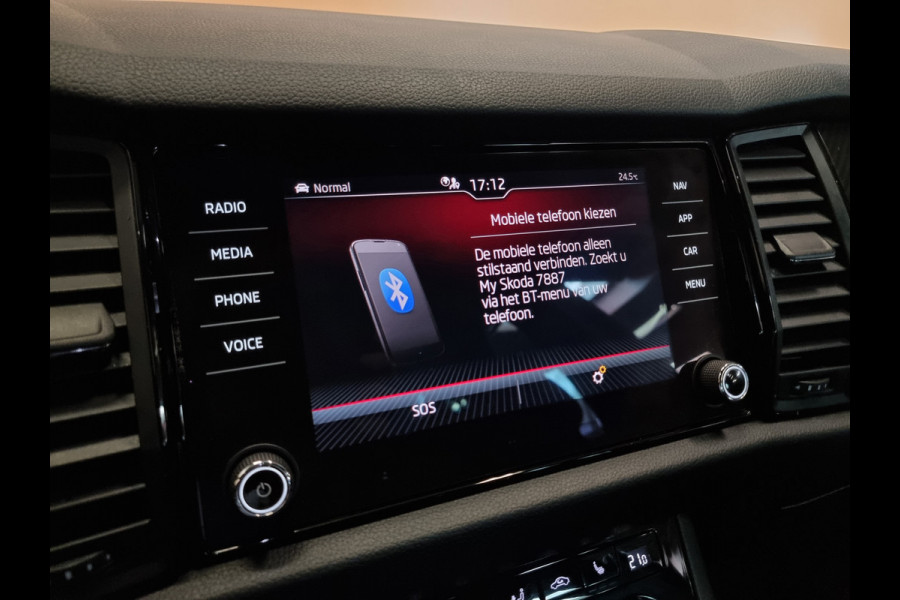 Normal
17:12
24.5°C
RADIO
MEDIA
PHONE
VOICE
Mobiele telefoon kiezen
De mobiele telefoon alleen
stilstaand verbinden. Zoekt u
My Skoda 7887
via het BT-menu van uw
telefoon.
SOS
NAV
APP
CAR
MENU
21.0